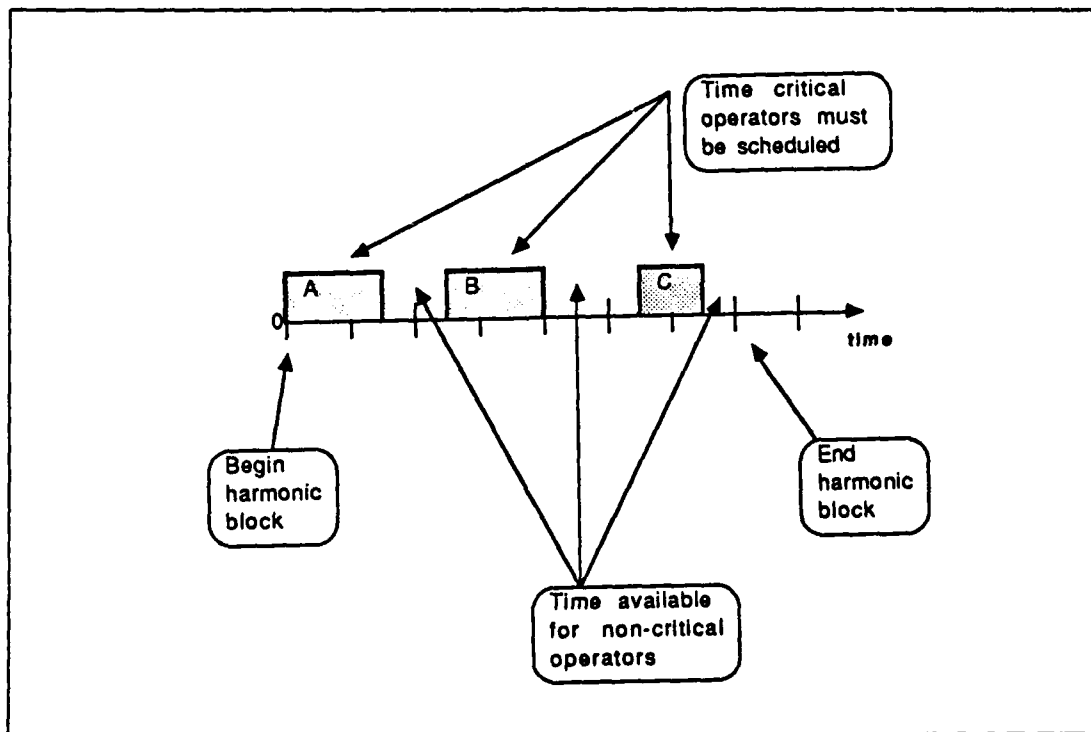 Time critical
operators must
be scheduled
A
B
C
0
time
Begin
harmonic
block
End
harmonic
block
Time available
for non-critical
operators